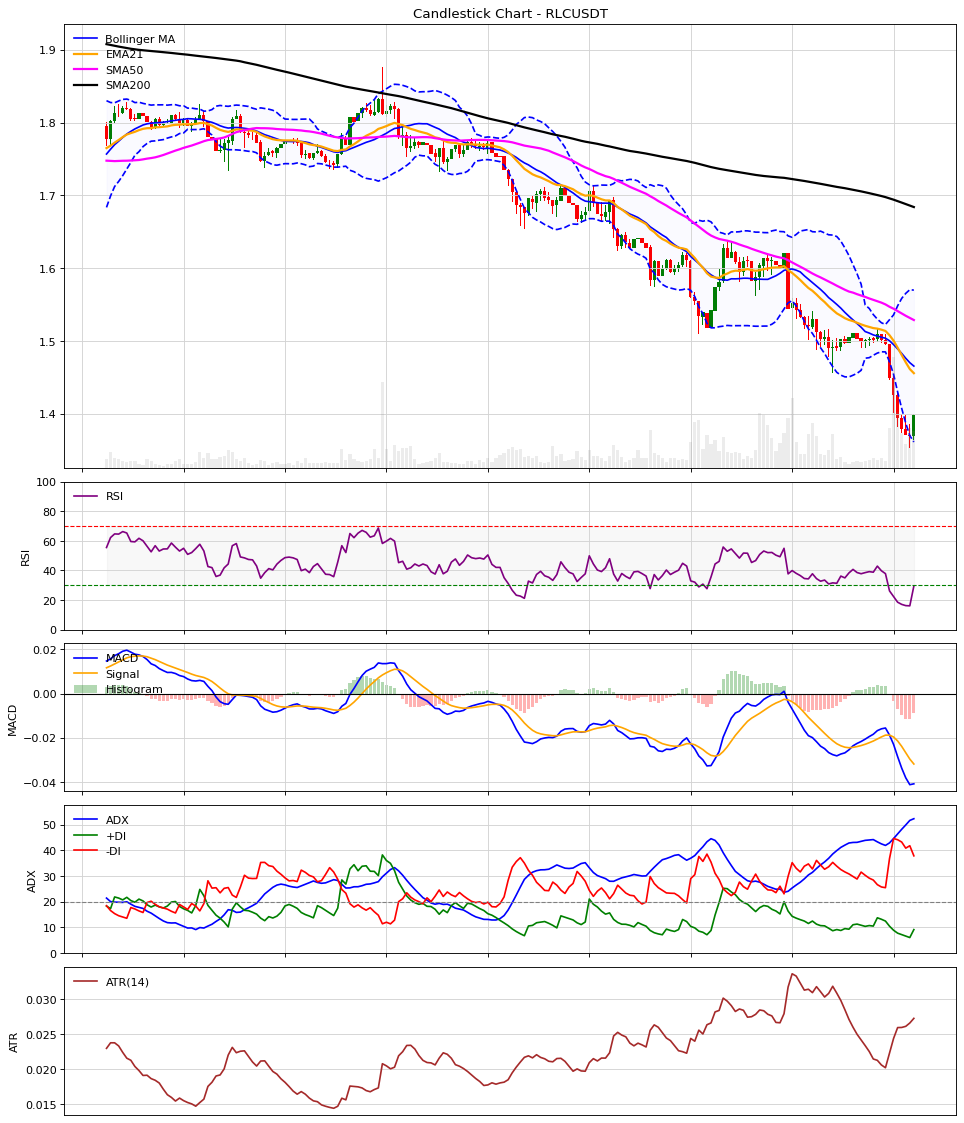 Candlestick Chart - RLCUSDT
Bollinger MA
EMA21
SMA50
SMA200
1.9
1.8
1.7
1.6
1.5
1.4
RSI
RSI
100
80
60
40
20
0
MACD
Signal
Histogram
MACD
0.02
0.00
−0.02
−0.04
ADX
+DI
-DI
ADX
50
40
30
20
10
0
ATR(14)
ATR
0.030
0.025
0.020
0.015